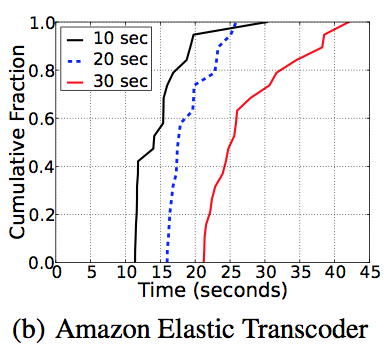 1.0
0.8
0.6
0.4
0.2
0.0
Cumulative Fraction
10 sec
20 sec
30 sec
0 5 10 15 20 25 30 35 40 45
Time (seconds)
(b) Amazon Elastic Transcoder